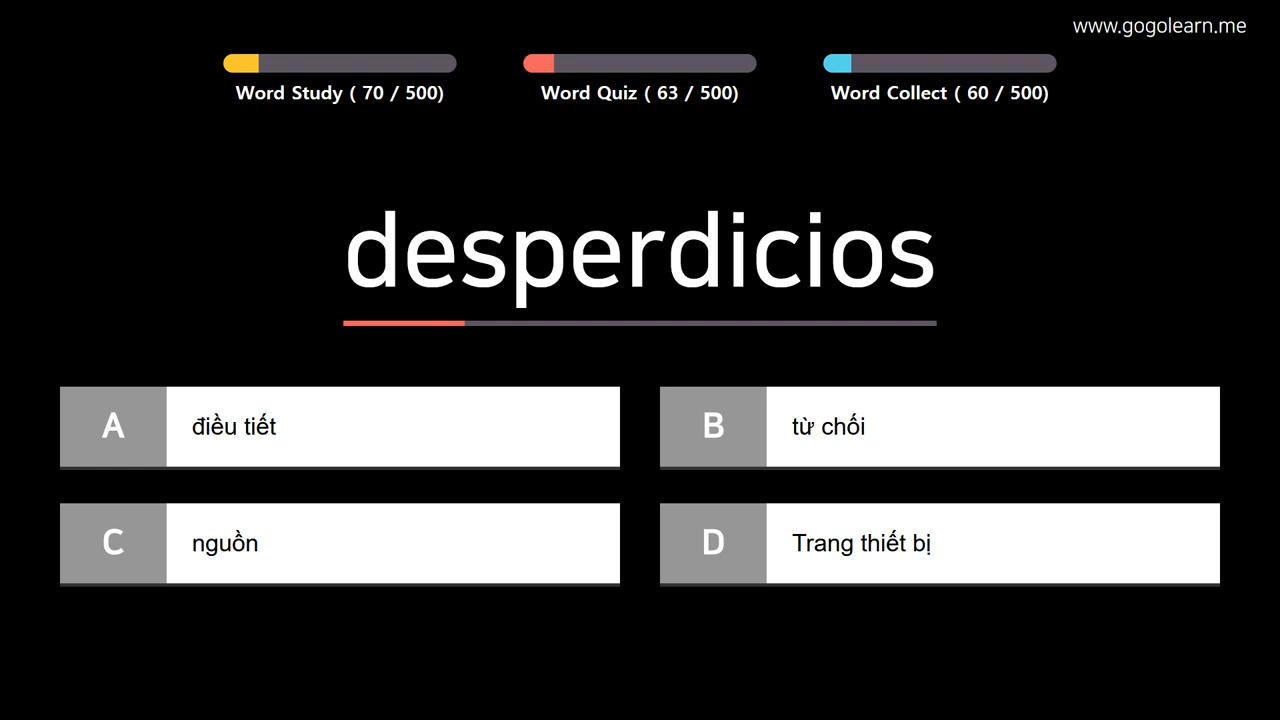 www.gogolearn.me
Word Study ( 70 / 500)
Word Quiz ( 63 / 500)
Word Collect ( 60 / 500)
desperdicios
A điều tiết
B từ chối
C nguồn
D Trang thiết bị